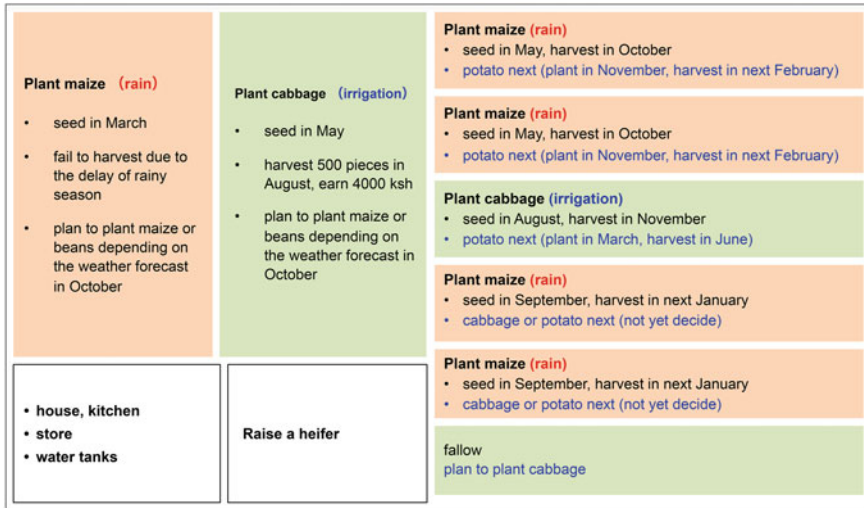 Plant maize (rain)
• seed in March
• fail to harvest due to
the delay of rainy
season
• plan to plant maize or
beans depending on
the weather forecast
in October
Plant cabbage (irrigation)
• seed in May
• harvest 500 pieces in
August, earn 4000 ksh
• plan to plant maize or
beans depending on
the weather forecast in
October
Plant maize (rain)
• seed in May, harvest in October
• potato next (plant in November, harvest in next February)
Plant maize (rain)
• seed in May, harvest in October
• potato next (plant in November, harvest in next February)
Plant cabbage (irrigation)
• seed in August, harvest in November
• potato next (plant in March, harvest in June)
Plant maize (rain)
• seed in September, harvest in next January
• cabbage or potato next (not yet decide)
Plant maize (rain)
• seed in September, harvest in next January
• cabbage or potato next (not yet decide)
fallow
plan to plant cabbage
• house, kitchen
• store
• water tanks
Raise a heifer